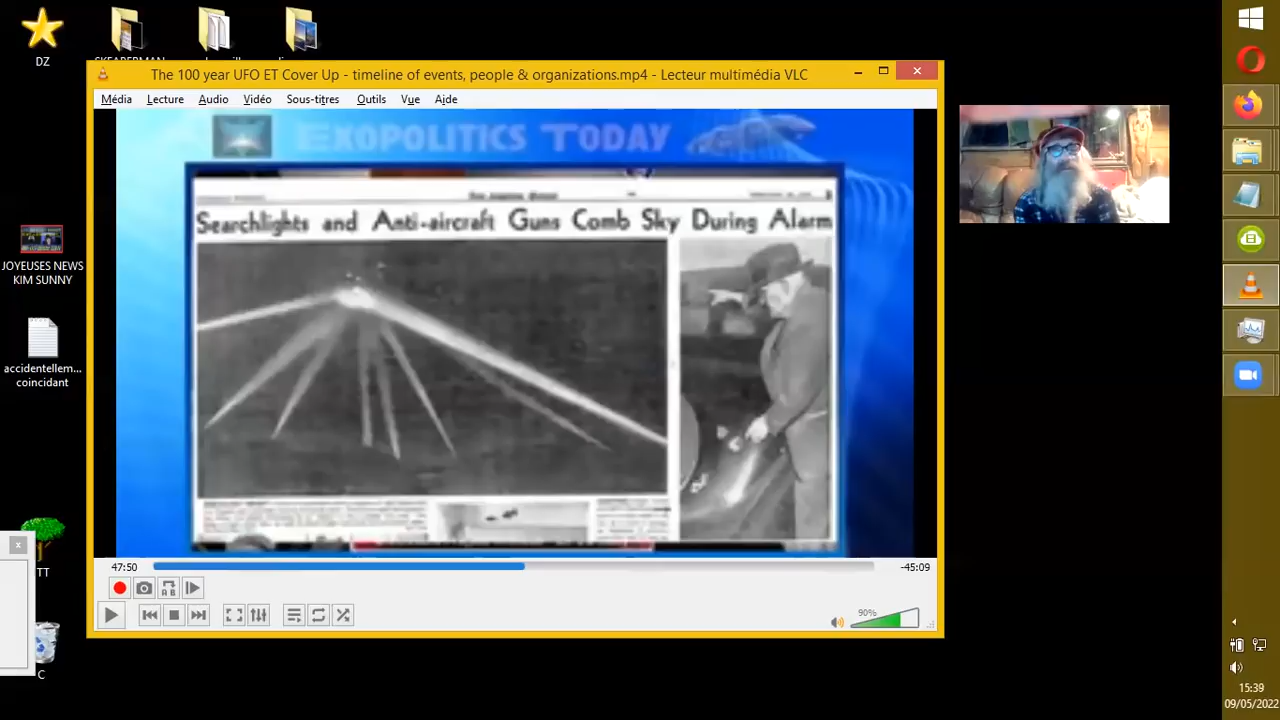 DZ
The 100 year UFO ET Cover Up - timeline of events, people & organizations.mp4 - Lecteur multimédia VLC
Média Lecture Audio Vidéo Sous-titres Outils Vue Aide
Exopolitics Today
Searchlights and Anti-aircraft Guns Comb Sky During Alarm
JOYEUSES NEWS
KIM SUNNY
accidentellem...
coincidant
x
TT
C
47:50
-45:09
A B
90%
15:39
09/05/2022